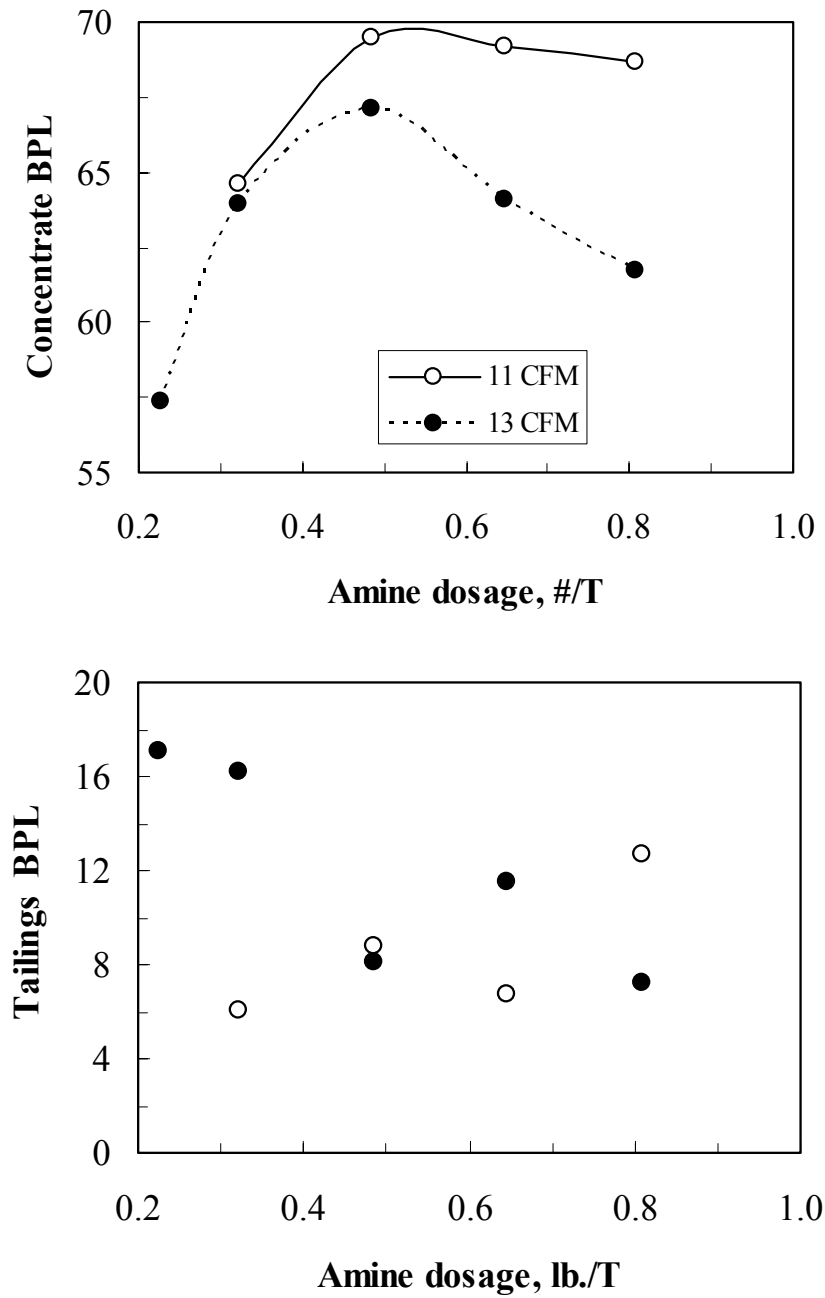 70
65
60
55
Concentrate BPL
11 CFM
13 CFM
0.2 0.4 0.6 0.8 1.0
Amine dosage, #/T
20
16
12
8
4
0
Tailings BPL
0.2 0.4 0.6 0.8 1.0
Amine dosage, lb./T